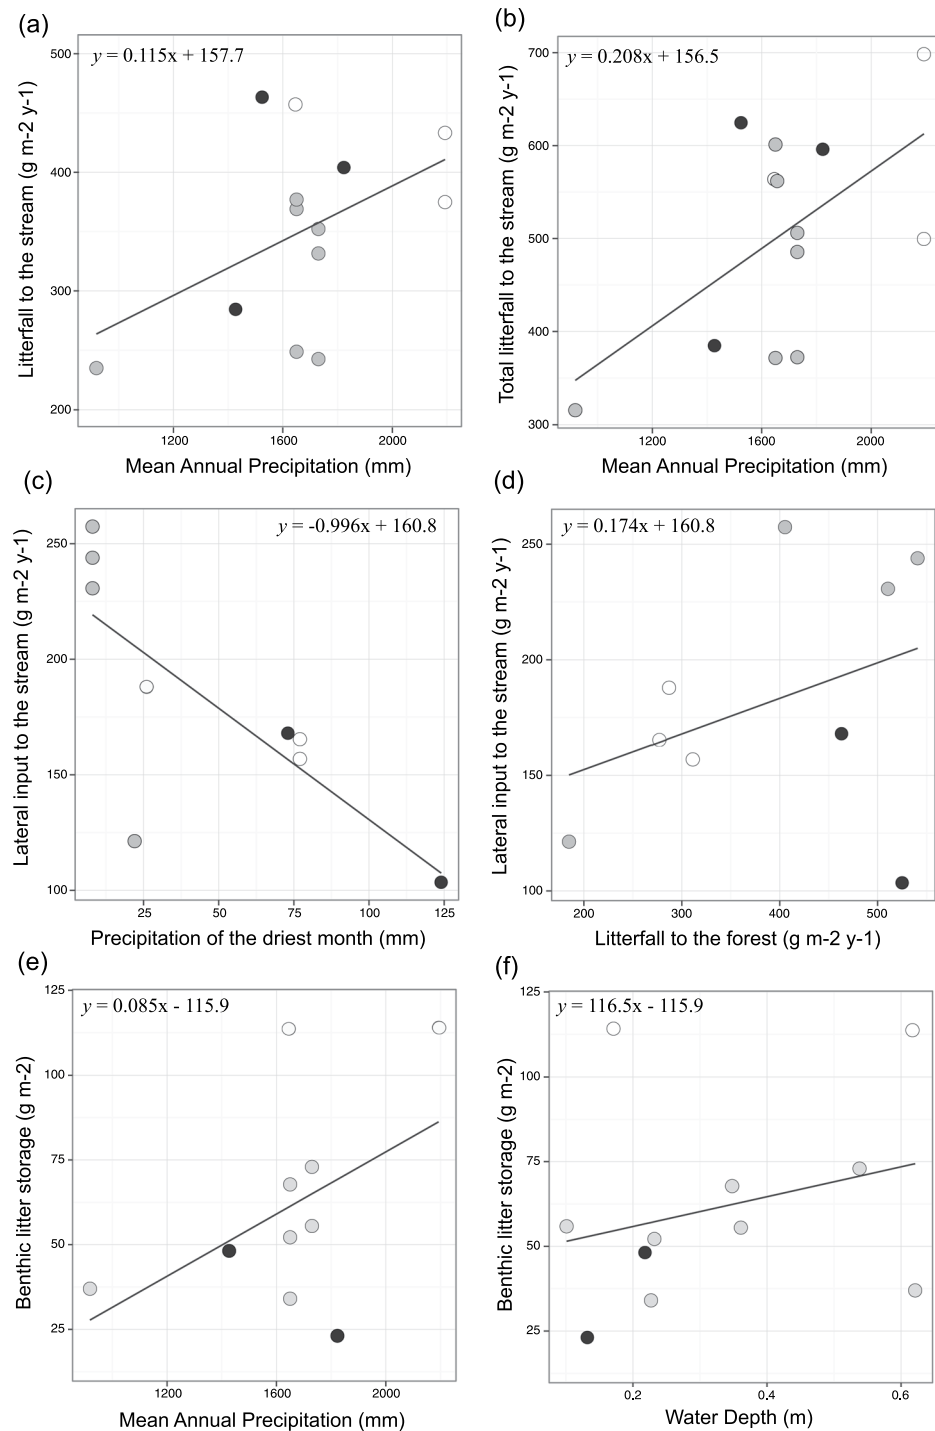 (a)
y = 0.115x + 157.7
500
400
300
200
Litterfall to the stream (g m-2 y-1)
1200 1600 2000
Mean Annual Precipitation (mm)
(b)
y = 0.208x + 156.5
700
600
500
400
300
Total litterfall to the stream (g m-2 y-1)
1200 1600 2000
Mean Annual Precipitation (mm)
(c)
y = -0.996x + 160.8
250
200
150
100
Lateral input to the stream (g m-2 y-1)
25 50 75 100 125
Precipitation of the driest month (mm)
(d)
y = 0.174x + 160.8
250
200
150
100
Lateral input to the stream (g m-2 y-1)
200 300 400 500
Litterfall to the forest (g m-2 y-1)
(e)
y = 0.085x - 115.9
125
100
75
50
25
Benthic litter storage (g m-2)
1200 1600 2000
Mean Annual Precipitation (mm)
(f)
y = 116.5x - 115.9
125
100
75
50
25
Benthic litter storage (g m-2)
0.2 0.4 0.6
Water Depth (m)